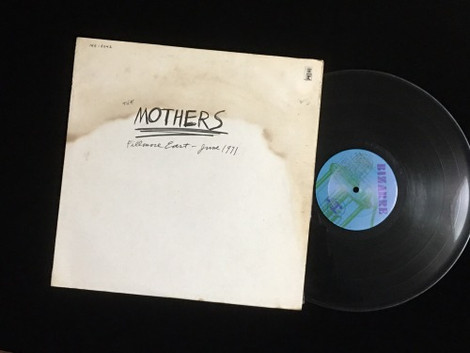 THE
MOTHERS
Fillmore East - June 1971
BIZARRE